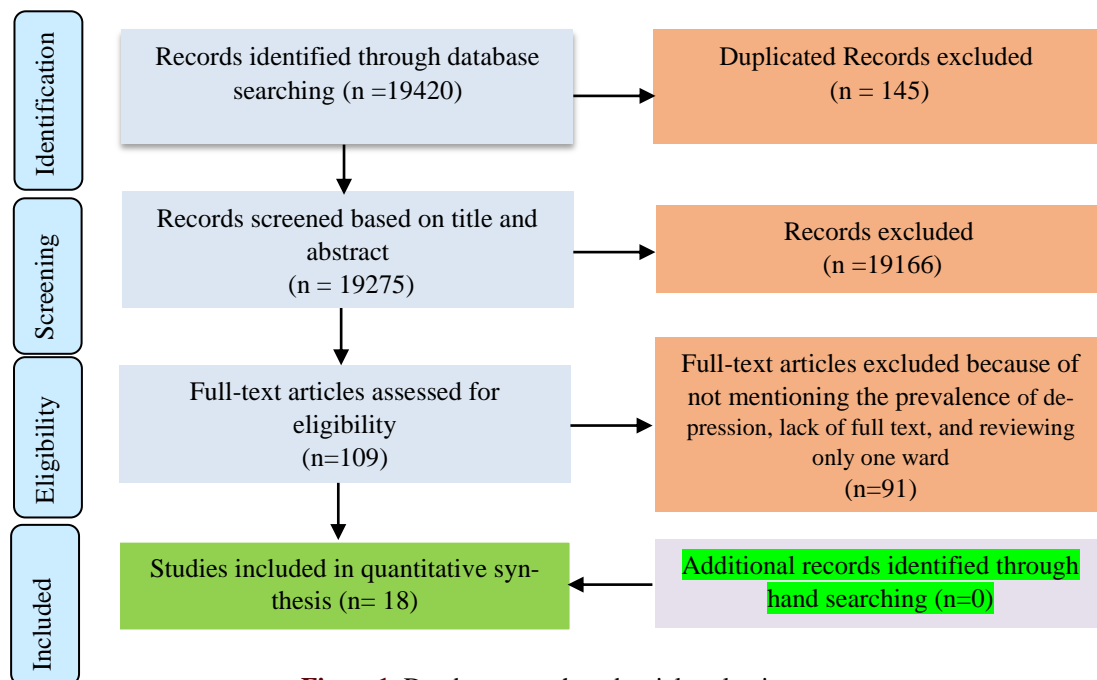 Identification
Records identified through database
searching (n =19420)
Duplicated Records excluded
(n = 145)
Screening
Records screened based on title and
abstract
(n = 19275)
Records excluded
(n =19166)
Eligibility
Full-text articles assessed for
eligibility
(n=109)
Full-text articles excluded because of
not mentioning the prevalence of de-
pression, lack of full text, and reviewing
only one ward
(n=91)
Included
Studies included in quantitative syn-
thesis (n= 18)
Additional records identified through
hand searching (n=0)
Figure 1.